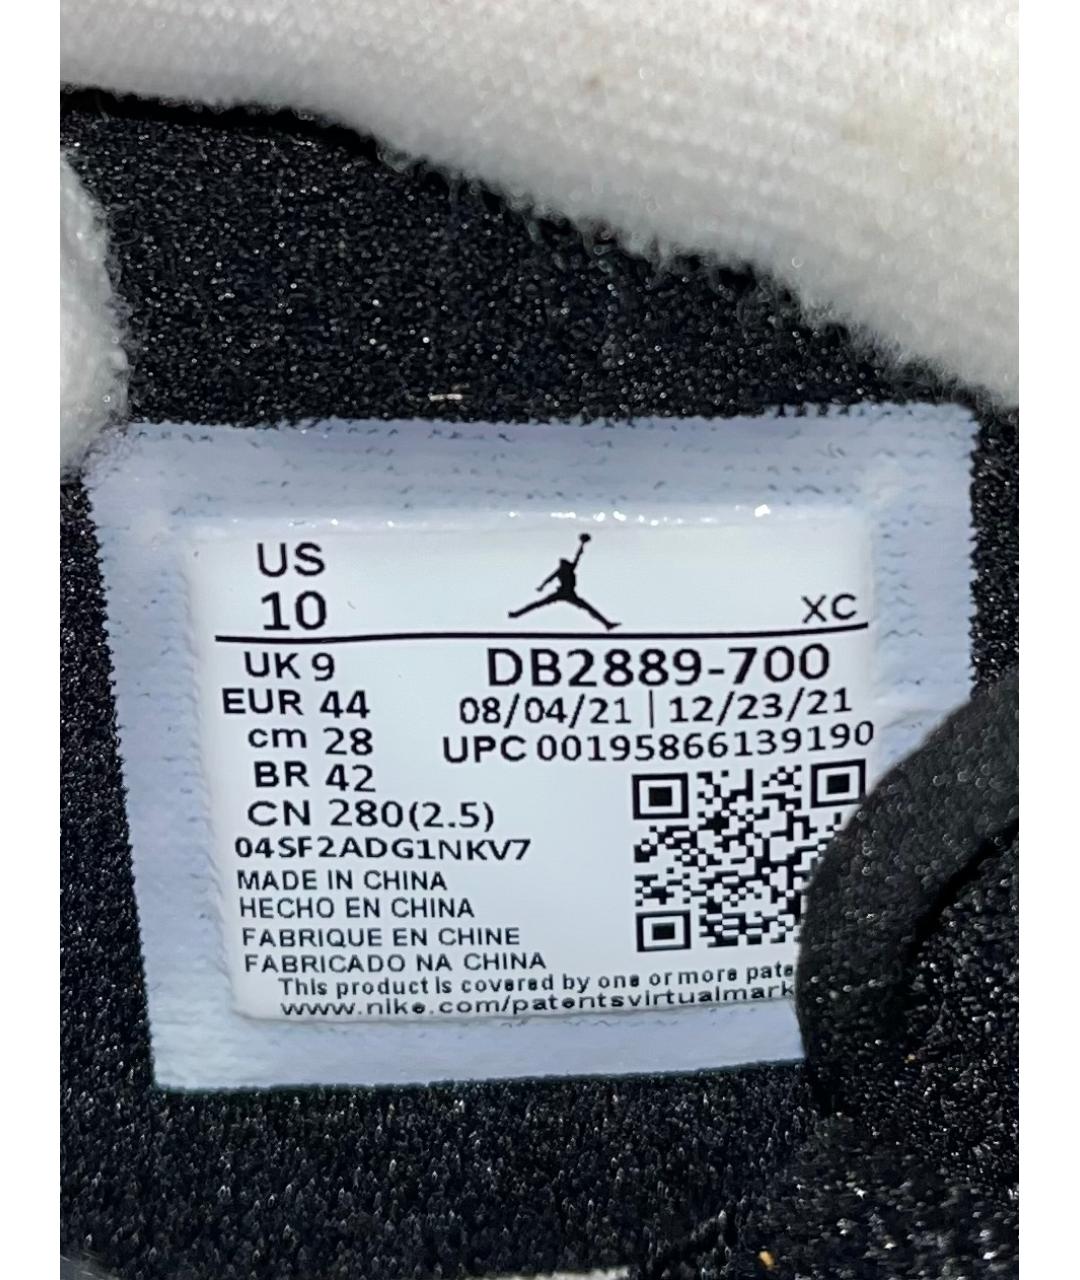 US
10
XC
UK 9
EUR 44
cm 28
BR 42
CN 280(2.5)
DB2889-700
08/04/21 | 12/23/21
UPC 00195866139190
04SF2ADG1NKV7
MADE IN CHINA
HECHO EN CHINA
FABRIQUE EN CHINE
FABRICADO NA CHINA
This product is covered by one or more pate
www.nike.com/patentsvirtualmark